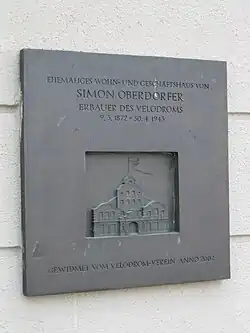 EHEMALIGES WOHN- UND GESCHÄFTSHAUS VON
SIMON OBERDORFER
ERBAUER DES VELODROMS
9. 3. 1872 • 30. 4. 1943
GEWIDMET VOM VELODROM-VEREIN · ANNO